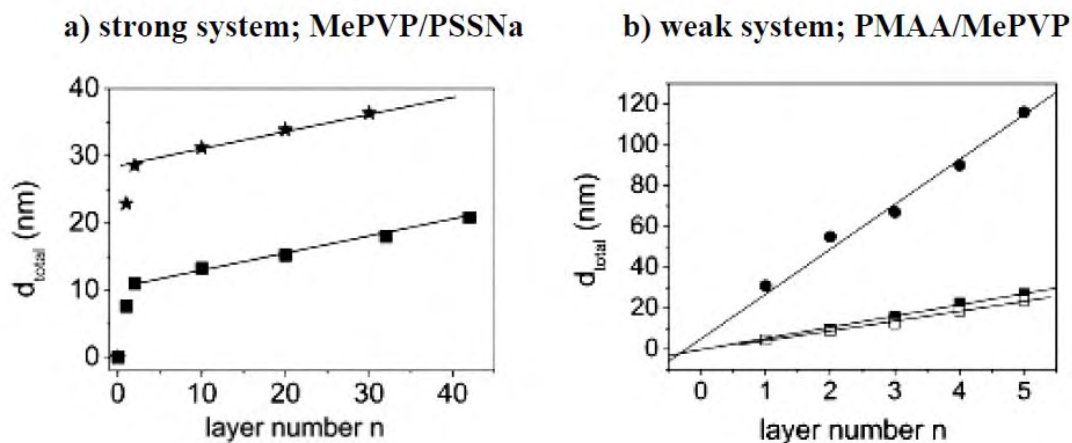 a) strong system; MePVP/PSSNa
b) weak system; PMAA/MePVP
d_total (nm)
40
30
20
10
0
0 10 20 30 40
layer number n
d_total (nm)
120
100
80
60
40
20
0
0 1 2 3 4 5
layer number n